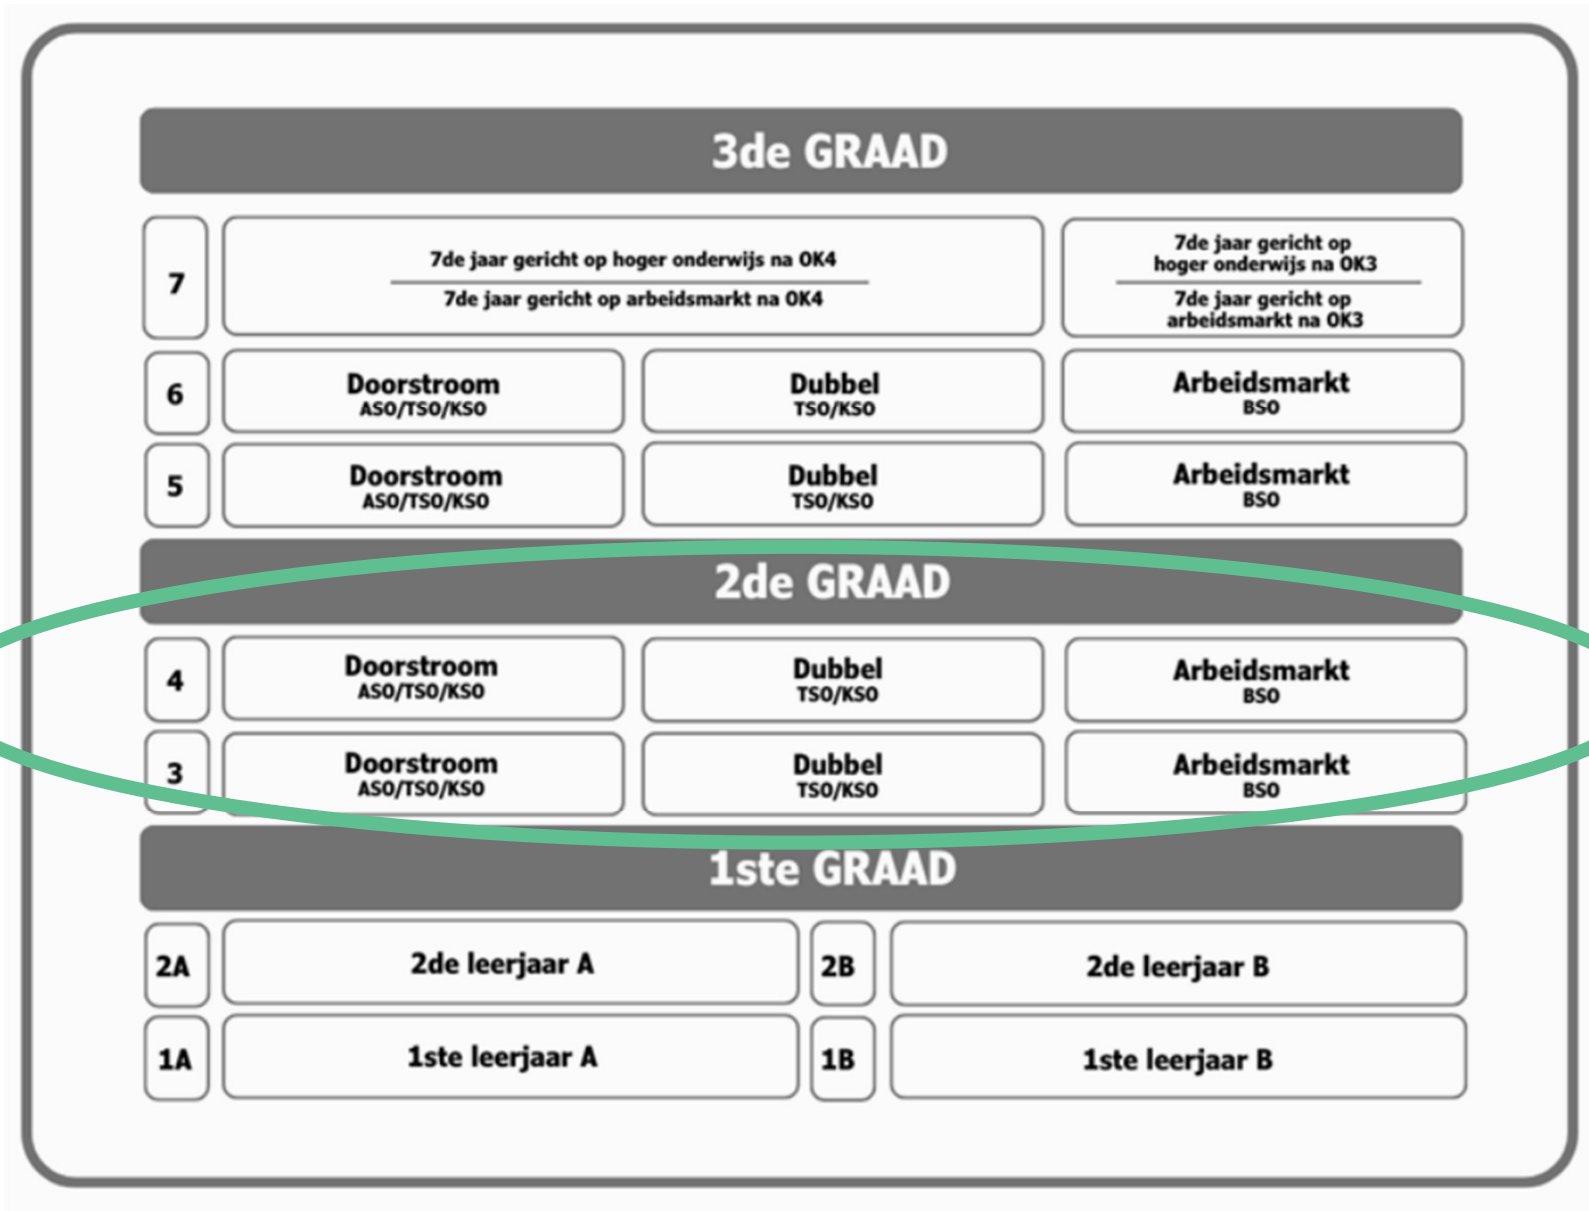 3de GRAAD
7
7de jaar gericht op hoger onderwijs na OK4
7de jaar gericht op arbeidsmarkt na OK4
7de jaar gericht op
hoger onderwijs na OK3
7de jaar gericht op
arbeidsmarkt na OK3
6
Doorstroom
ASO/TSO/KSO
Dubbel
TSO/KSO
Arbeidsmarkt
BSO
5
Doorstroom
ASO/TSO/KSO
Dubbel
TSO/KSO
Arbeidsmarkt
BSO
2de GRAAD
4
Doorstroom
ASO/TSO/KSO
Dubbel
TSO/KSO
Arbeidsmarkt
BSO
3
Doorstroom
ASO/TSO/KSO
Dubbel
TSO/KSO
Arbeidsmarkt
BSO
1ste GRAAD
2A
2de leerjaar A
2B
2de leerjaar B
1A
1ste leerjaar A
1B
1ste leerjaar B